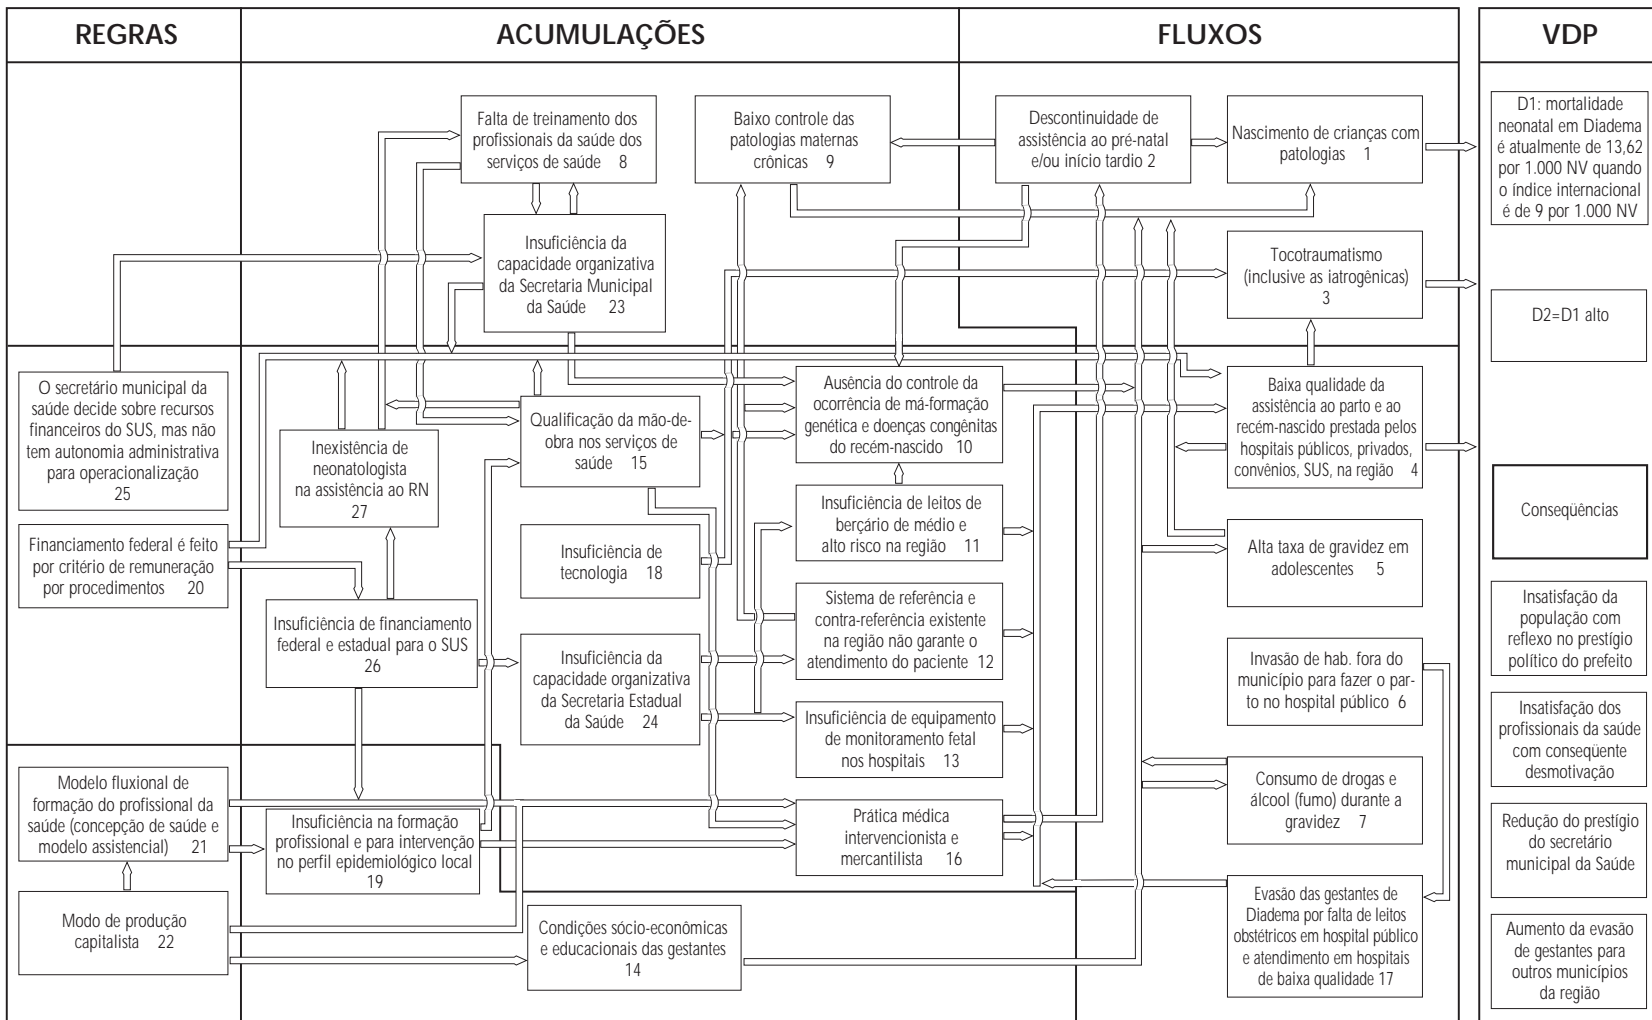 REGRAS
ACUMULAÇÕES
FLUXOS
VDP
Falta de treinamento dos
profissionais da saúde dos
serviços de saúde 8
Baixo controle das
patologias maternas
crônicas 9
Descontinuidade de
assistência ao pré-natal
e/ou início tardio 2
Nascimento de crianças com
patologias 1
D1: mortalidade
neonatal em Diadema
é atualmente de 13,62
por 1.000 NV quando
o índice internacional
é de 9 por 1.000 NV
Insuficiência da
capacidade organizativa
da Secretaria Municipal
da Saúde 23
Tocotraumatismo
(inclusive as iatrogênicas)
3
D2=D1 alto
O secretário municipal da
saúde decide sobre recursos
financeiros do SUS, mas não
tem autonomia administrativa
para operacionalização
25
Inexistência de
neonatologista
na assistência ao RN
27
Qualificação da mão-de-
obra nos serviços de
saúde 15
Ausência do controle da
ocorrência de má-formação
genética e doenças congênitas
do recém-nascido 10
Baixa qualidade da
assistência ao parto e ao
recém-nascido prestada pelos
hospitais públicos, privados,
convênios, SUS, na região 4
Conseqüências
Financiamento federal é feito
por critério de remuneração
por procedimentos 20
Insuficiência de
tecnologia 18
Insuficiência de leitos de
berçário de médio e
alto risco na região 11
Alta taxa de gravidez em
adolescentes 5
Insuficiência de financiamento
federal e estadual para o SUS
26
Insuficiência da
capacidade organizativa
da Secretaria Estadual
da Saúde 24
Sistema de referência e
contra-referência existente
na região não garante o
atendimento do paciente 12
Invasão de hab. fora do
município para fazer o par-
to no hospital público 6
Insatisfação da
população com
reflexo no prestígio
político do prefeito
Insuficiência de equipamento
de monitoramento fetal
nos hospitais 13
Insatisfação dos
profissionais da saúde
com conseqüente
desmotivação
Modelo fluxional de
formação do profissional da
saúde (concepção de saúde e
modelo assistencial) 21
Insuficiência na formação
profissional e para intervenção
no perfil epidemiológico local
19
Prática médica
intervencionista e
mercantilista 16
Consumo de drogas e
álcool (fumo) durante a
gravidez 7
Redução do prestígio
do secretário
municipal da Saúde
Modo de produção
capitalista 22
Condições sócio-econômicas
e educacionais das gestantes
14
Evasão das gestantes de
Diadema por falta de leitos
obstétricos em hospital público
e atendimento em hospitais
de baixa qualidade 17
Aumento da evasão
de gestantes para
outros municípios
da região